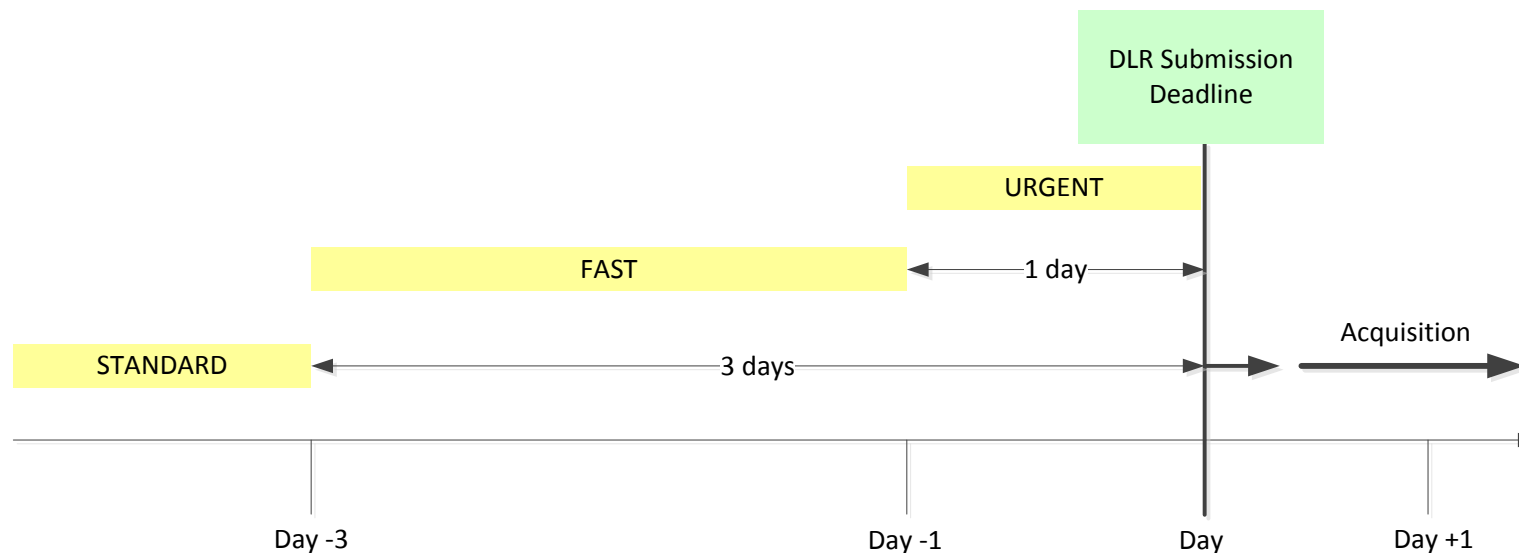 DLR Submission
Deadline
URGENT
FAST
1 day
Acquisition
STANDARD
3 days
Day -3
Day -1
Day
Day +1